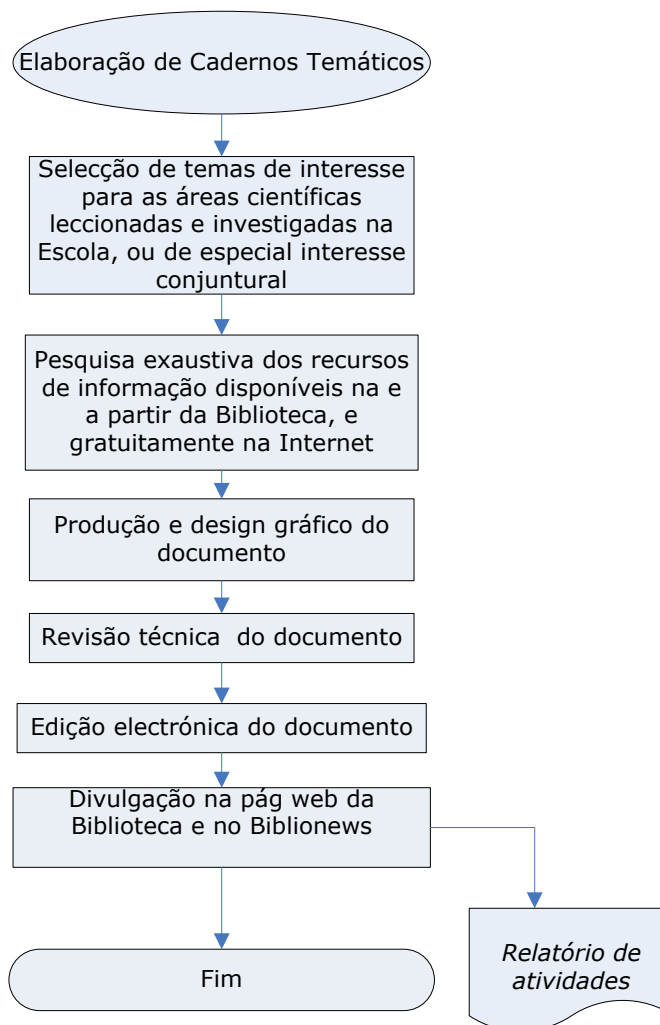 Elaboração de Cadernos Temáticos
Selecção de temas de interesse
para as áreas científicas
leccionadas e investigadas na
Escola, ou de especial interesse
conjuntural
Pesquisa exaustiva dos recursos
de informação disponíveis na e
a partir da Biblioteca, e
gratuitamente na Internet
Produção e design gráfico do
documento
Revisão técnica  do documento
Edição electrónica do documento
Divulgação na pág web da
Biblioteca e no Biblionews
Fim
Relatório de
atividades